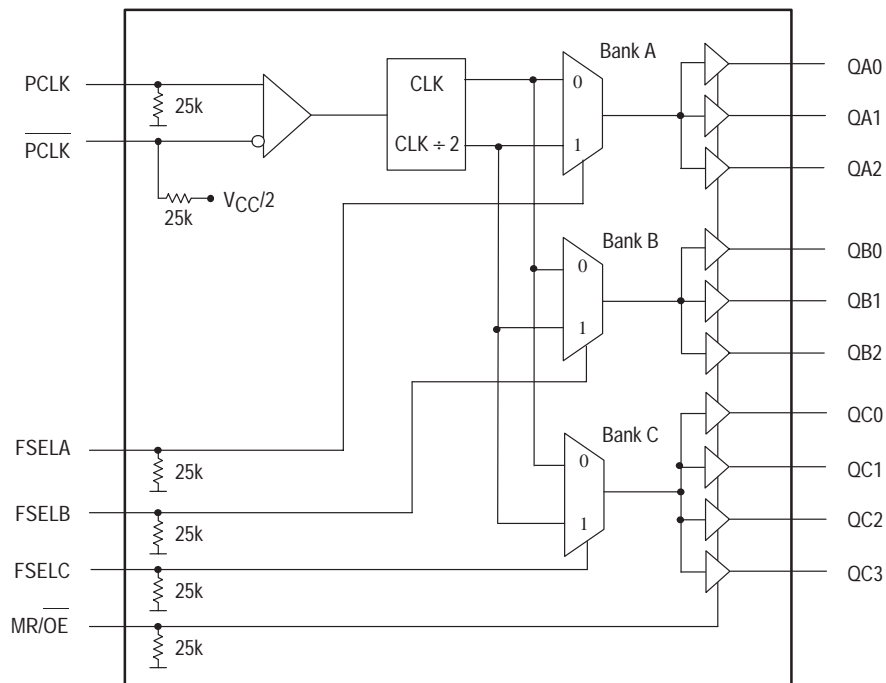 Bank A
PCLK
25k
CLK
0
QA0
QA1
PCLK
CLK ÷ 2
1
QA2
25k
VCC/2
Bank B
0
QB0
QB1
1
QB2
Bank C
QC0
FSELA
25k
0
QC1
FSELB
25k
1
QC2
FSELC
25k
QC3
MR/OE
25k